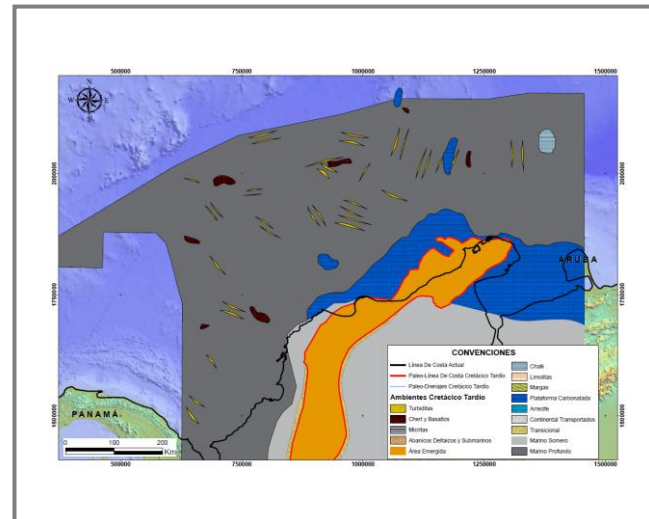 500000 750000 1000000 1250000 1500000
N
W E
S
2000000 2000000
ARUBA
1750000 1750000
PANAMÁ
1500000 1500000
0 100 200
Km
CONVENCIONES
Línea De Costa Actual
Paleo-Línea De Costa Cretácico Tardío
Paleo-Drenajes Cretácico Tardío
Ambientes Cretácico Tardío
Turbiditas
Chert y Basaltos
Micritas
Abanicos Deltaicos y Submarinos
Área Emergida
Chalk
Limolitas
Margas
Plataforma Carbonatada
Arrecife
Continental Transportados
Transicional
Marino Somero
Marino Profundo
500000 750000 1000000 1250000 1500000